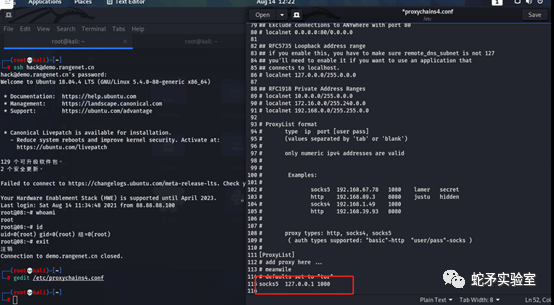 Applications Places Text Editor Aug 14 12:22
root@kali: ~
File Edit View Search Terminal Tabs Help
root@kali: ~ × root@kali: ~ ×
(root💀kali)-[~]
# ssh hack@demo.rangenet.cn
hack@demo.rangenet.cn's password:
Welcome to Ubuntu 18.04.4 LTS (GNU/Linux 5.4.0-80-generic x86_64)
* Documentation: https://help.ubuntu.com
* Management: https://landscape.canonical.com
* Support: https://ubuntu.com/advantage
* Canonical Livepatch is available for installation.
- Reduce system reboots and improve kernel security. Activate at:
https://ubuntu.com/livepatch
129 个可升级软件包。
2 个安全更新。
Failed to connect to https://changelogs.ubuntu.com/meta-release-lts. Check y
Your Hardware Enablement Stack (HWE) is supported until April 2023.
Last login: Sat Aug 14 11:34:48 2021 from 88.88.88.100
root@08:~# whoami
root
root@08:~# id
uid=0(root) gid=0(root) 组=0(root)
root@08:~# exit
注销
Connection to demo.rangenet.cn closed.
(root💀kali)-[~]
# gedit /etc/proxychains4.conf
(root💀kali)-[~]
#
Open *proxychains4.conf Save
/etc
79 ## Exclude connections to ANYwhere with port 80
80 # localnet 0.0.0.0:80/0.0.0.0
81
82 ## RFC5735 Loopback address range
83 ## if you enable this, you have to make sure remote_dns_subnet is not 127
84 ## you'll need to enable it if you want to use an application that
85 ## connects to localhost.
86 # localnet 127.0.0.0/255.0.0.0
87
88 ## RFC1918 Private Address Ranges
89 # localnet 10.0.0.0/255.0.0.0
90 # localnet 172.16.0.0/255.240.0.0
91 # localnet 192.168.0.0/255.255.0.0
92
93 # ProxyList format
94 # type ip port [user pass]
95 # (values separated by 'tab' or 'blank')
96 #
97 # only numeric ipv4 addresses are valid
98 #
99 #
100 # Examples:
101 #
102 # socks5 192.168.67.78 1080 lamer secret
103 # http 192.168.89.3 8080 justu hidden
104 # socks4 192.168.1.49 1080
105 # http 192.168.39.93 8080
106 #
107 #
108 # proxy types: http, socks4, socks5
109 # ( auth types supported: "basic"-http "user/pass"-socks )
110 #
111 [ProxyList]
112 # add proxy here ...
113 # meanwile
114 # defaults set to "tor"
115 socks5 127.0.0.1 1080
116
Plain Text Tab Width: 8 Ln 52, Col
蛇矛实验室